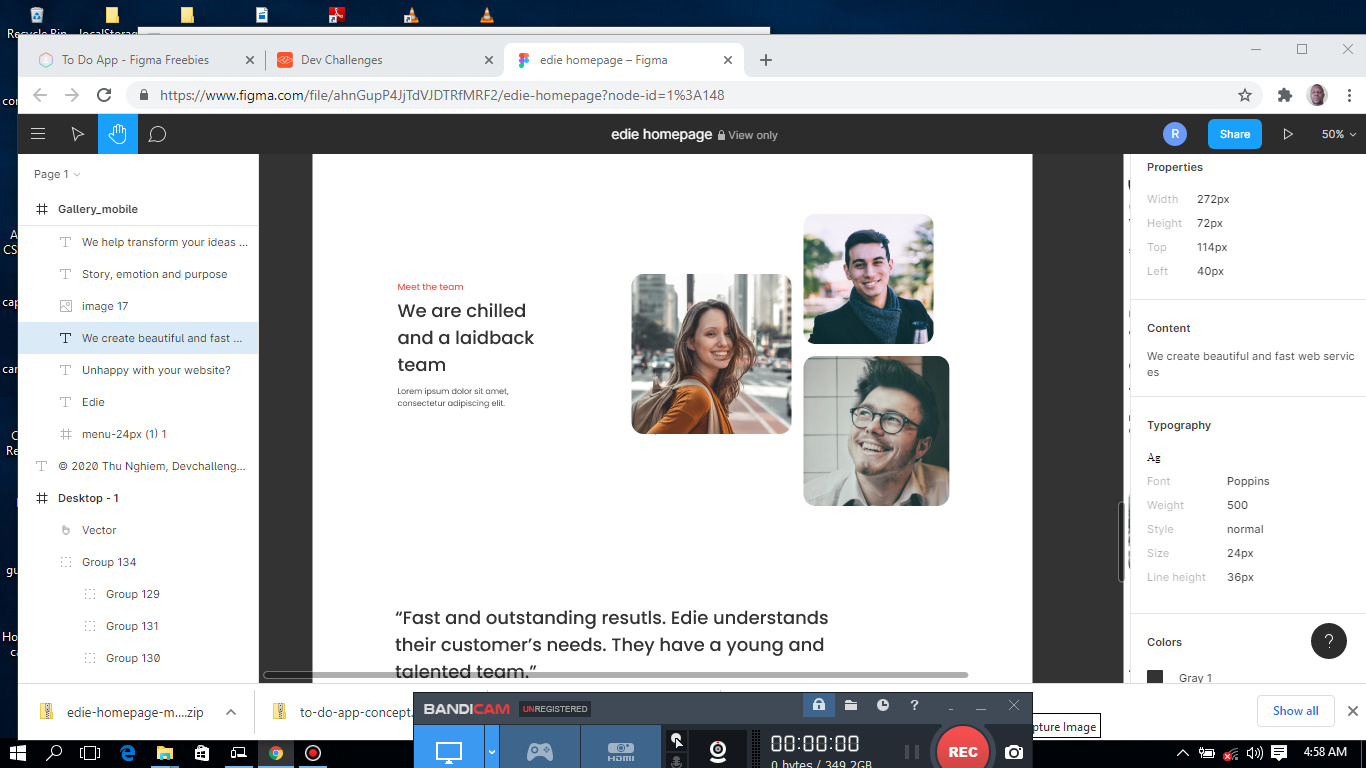 Recycle Bin
localStorag
To Do App - Figma Freebies
Dev Challenges
edie homepage – Figma
https://www.figma.com/file/ahnGupP4JjTdVJDTRfMRF2/edie-homepage?node-id=1%3A148
edie homepage
View only
R
Share
50%
Page 1
Gallery_mobile
We help transform your ideas ...
Story, emotion and purpose
image 17
We create beautiful and fast ...
Unhappy with your website?
Edie
menu-24px (1) 1
© 2020 Thu Nghiem, Devchalleng...
Desktop - 1
Vector
Group 134
Group 129
Group 131
Group 130
Meet the team
We are chilled
and a laidback
team
Lorem ipsum dolor sit amet,
consectetur adipiscing elit.
“Fast and outstanding resutls. Edie understands
their customer’s needs. They have a young and
talented team.”
Properties
Width 272px
Height 72px
Top 114px
Left 40px
Content
We create beautiful and fast web servic
es
Typography
Ag
Font Poppins
Weight 500
Style normal
Size 24px
Line height 36px
Colors
Gray 1
?
edie-homepage-m....zip
to-do-app-concept.
Show all
BANDICAM
UNREGISTERED
?
HDMI
00:00:00
0 bytes / 349.2GB
REC
pture Image
4:58 AM